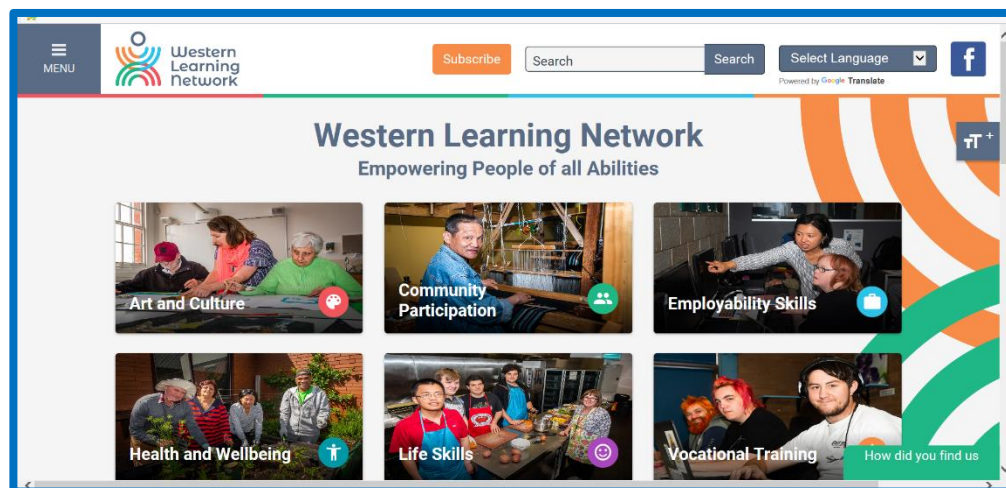 MENU
Western
Learning
Network
Subscribe
Search
Search
Select Language
Powered by Google Translate
f
T+
Western Learning Network
Empowering People of all Abilities
Art and Culture
Community
Participation
Employability Skills
Health and Wellbeing
Life Skills
Vocational Training
How did you find us